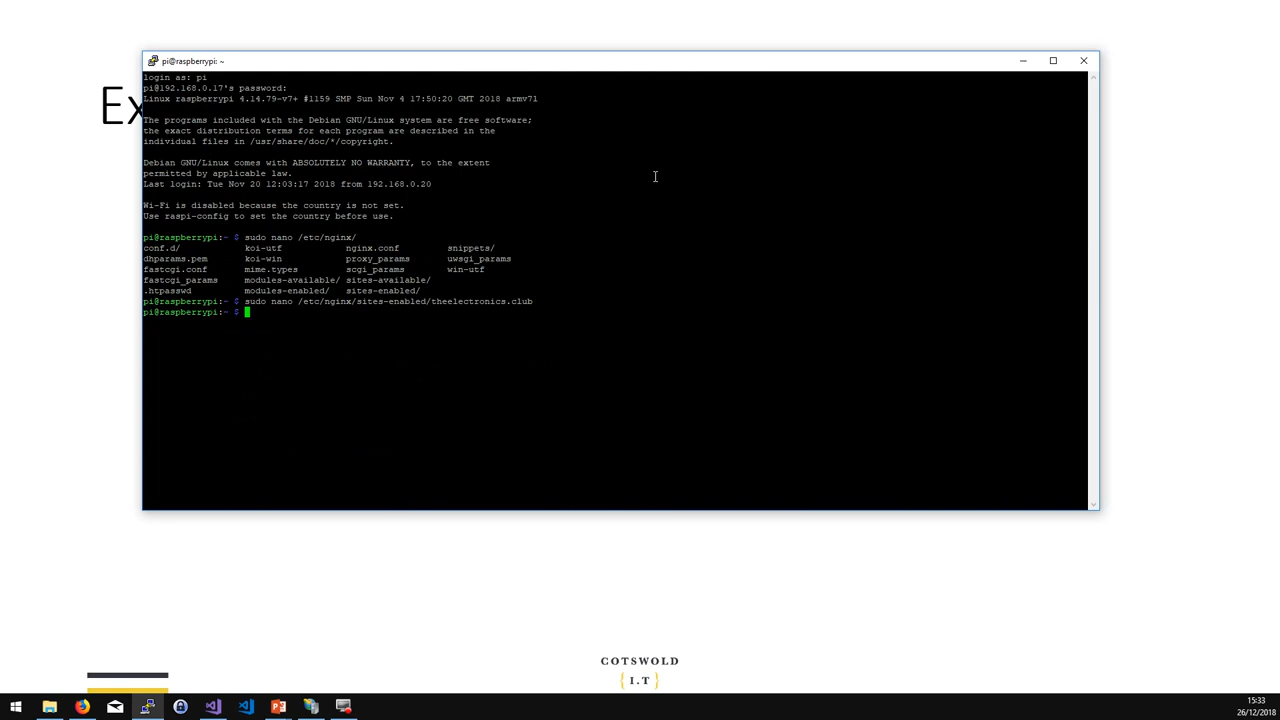 pi@raspberrypi: ~
Ex
login as: pi
pi@192.168.0.17's password:
Linux raspberrypi 4.14.79-v7+ #1159 SMP Sun Nov 4 17:50:20 GMT 2018 armv7l
The programs included with the Debian GNU/Linux system are free software;
the exact distribution terms for each program are described in the
individual files in /usr/share/doc/*/copyright.
Debian GNU/Linux comes with ABSOLUTELY NO WARRANTY, to the extent
permitted by applicable law.
Last login: Tue Nov 20 12:03:17 2018 from 192.168.0.20
Wi-Fi is disabled because the country is not set.
Use raspi-config to set the country before use.
pi@raspberrypi:~ $ sudo nano /etc/nginx/
conf.d/ koi-utf nginx.conf snippets/
dhparams.pem koi-win proxy_params uwsgi_params
fastcgi.conf mime.types scgi_params win-utf
fastcgi_params modules-available/ sites-available/
.htpasswd modules-enabled/ sites-enabled/
pi@raspberrypi:~ $ sudo nano /etc/nginx/sites-enabled/theelectronics.club
pi@raspberrypi:~ $
COTSWOLD
{ I.T }
15:33
26/12/2018